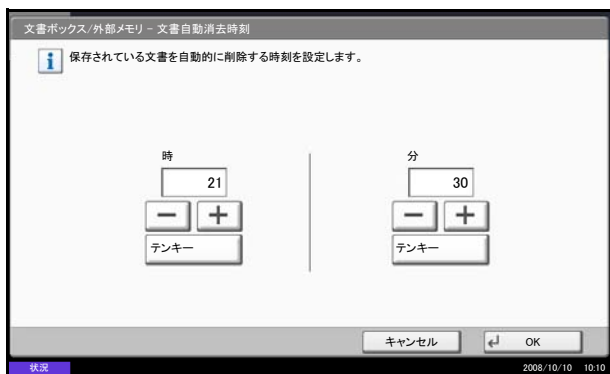 文書ボックス/外部メモリ - 文書自動消去時刻
保存されている文書を自動的に削除する時刻を設定します。
時
分
21
30
テンキー
テンキー
キャンセル
OK
状況
2008/10/10 10:10